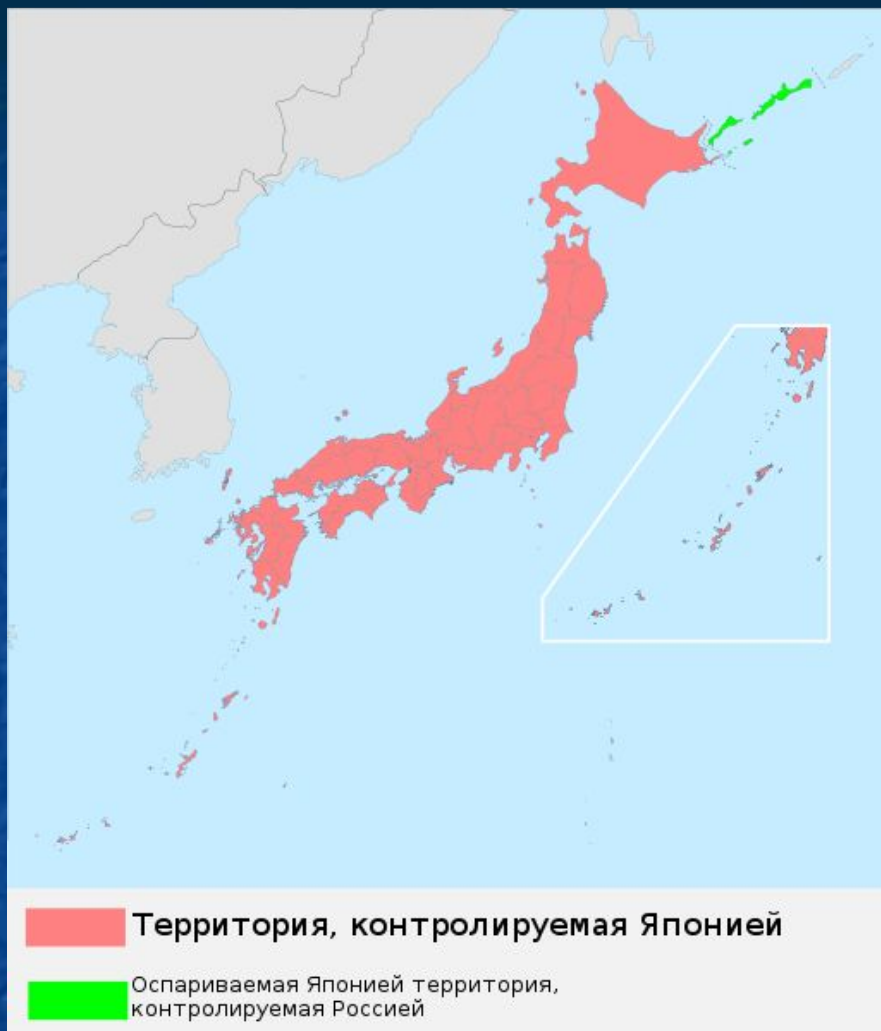 Территория, контролируемая Японией
Оспариваемая Японией территория,
контролируемая Россией